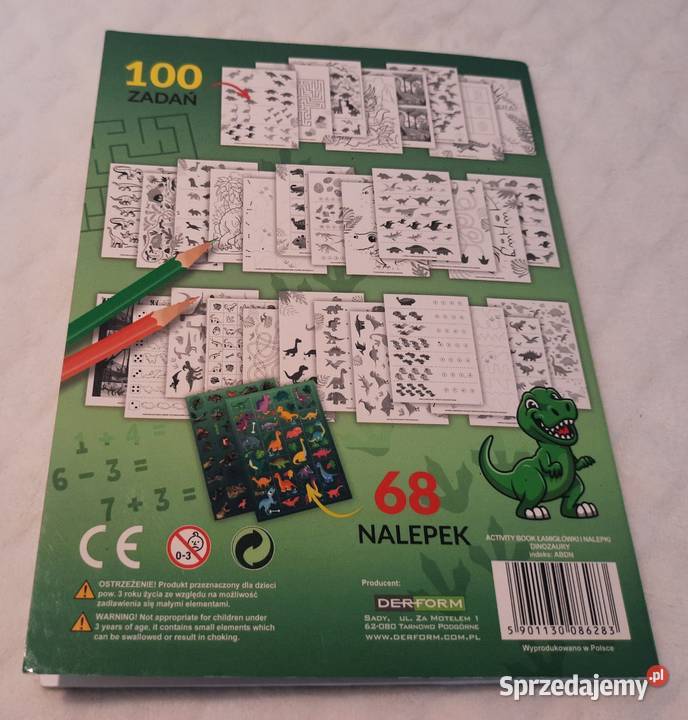 100
ZADAŃ
1 + 4 =
6 - 3 =
7 + 3 =
68
NALEPEK
CE
0-3
ACTIVITY BOOK ŁAMIGŁÓWKI I NALEPKI
DINOZAURY
indeks: ABDN
OSTRZEŻENIE! Produkt przeznaczony dla dzieci
pow. 3 roku życia ze względu na możliwość
zadławienia się małymi elementami.
WARNING! Not appropriate for children under
3 years of age, it contains small elements which
can be swallowed or result in choking.
Producent:
DERFORM
SADY, UL. ZA MOTELEM 1
62-080 TARNOWO PODGÓRNE
WWW.DERFORM.COM.PL
5 901130 086283
Wyprodukowano w Polsce
Sprzedajemy.pl